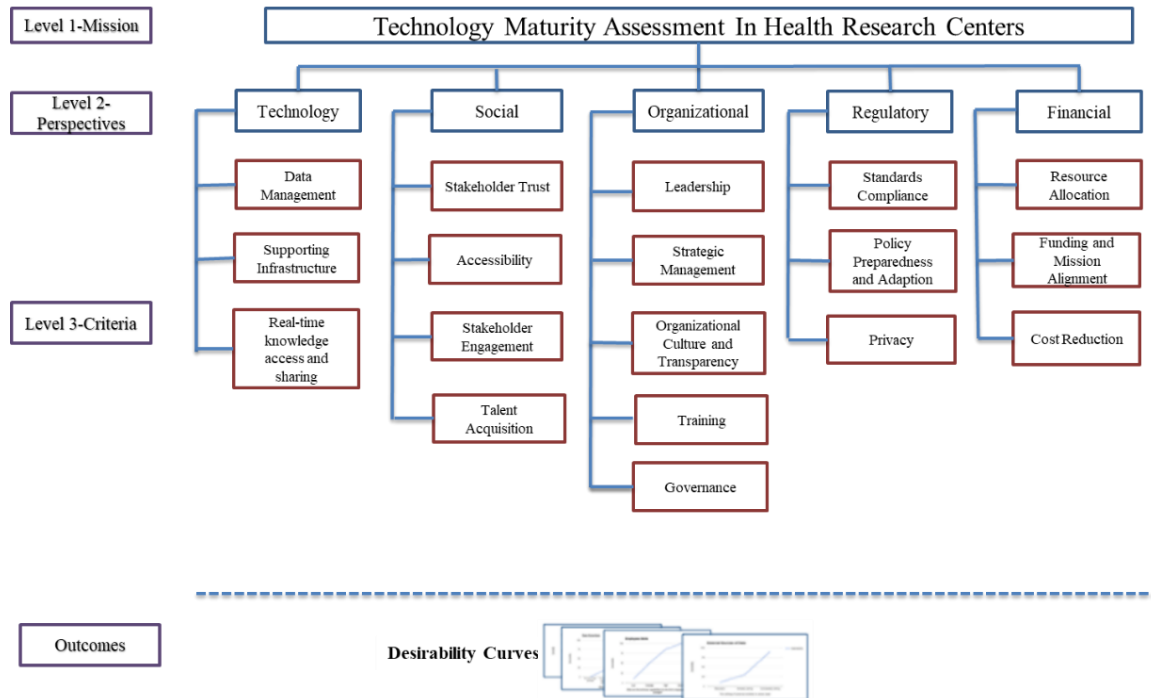 Level 1-Mission
Technology Maturity Assessment In Health Research Centers
Level 2-
Perspectives
Technology
Social
Organizational
Regulatory
Financial
Data
Management
Stakeholder Trust
Leadership
Standards
Compliance
Resource
Allocation
Supporting
Infrastructure
Accessibility
Strategic
Management
Policy
Preparedness
and Adaption
Funding and
Mission
Alignment
Level 3-Criteria
Real-time
knowledge
access and
sharing
Stakeholder
Engagement
Organizational
Culture and
Transparency
Privacy
Cost Reduction
Talent
Acquisition
Training
Governance
Outcomes
Desirability Curves